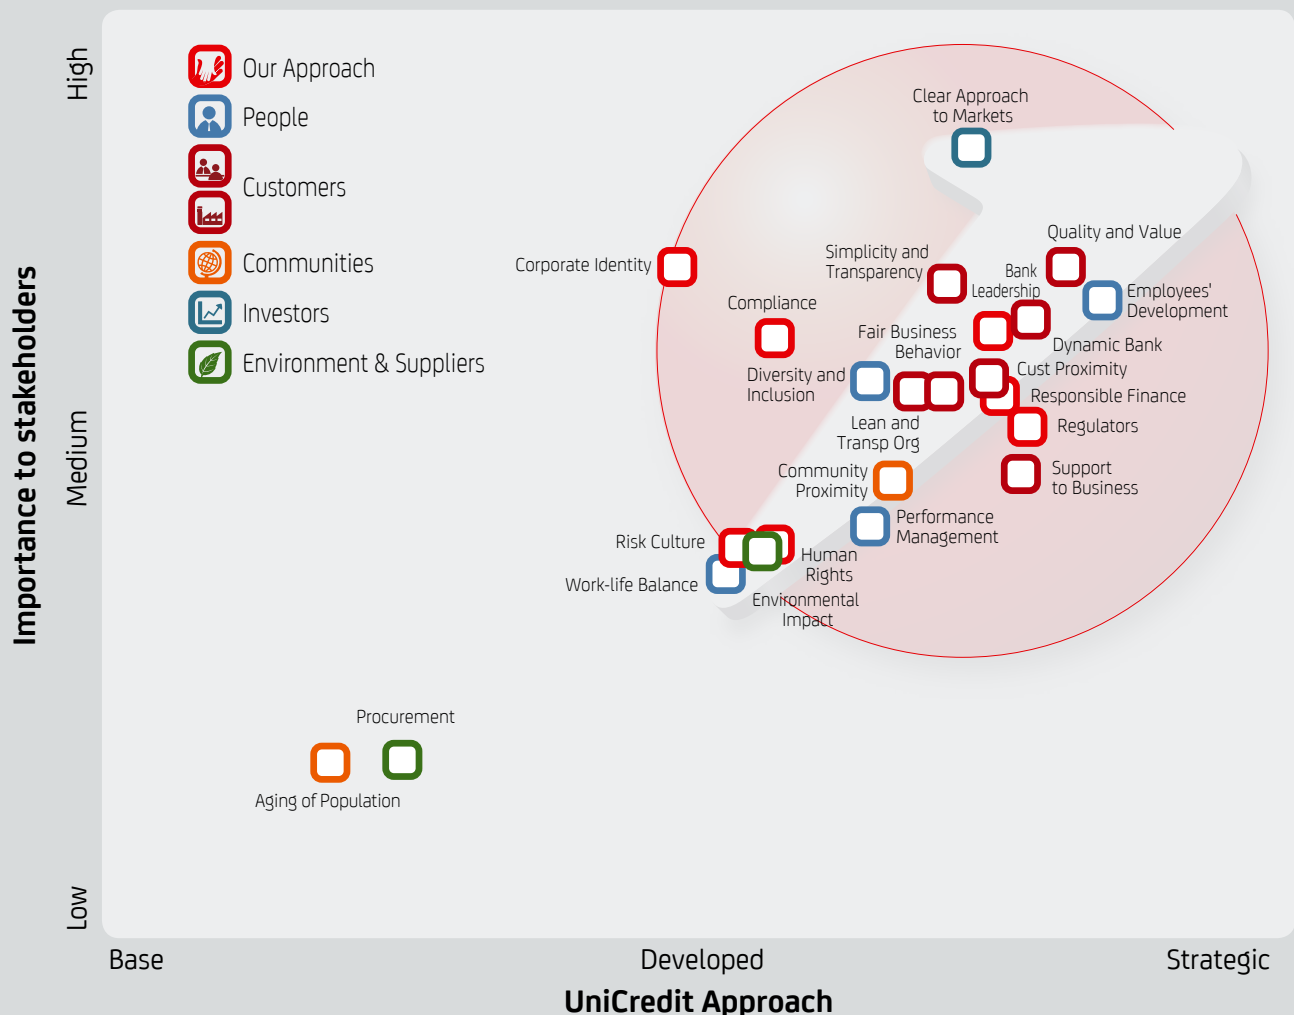 High
Medium
Low
Importance to stakeholders
Our Approach
People
Customers
Communities
Investors
Environment & Suppliers
Clear Approach
to Markets
Quality and Value
Simplicity and
Transparency
Corporate Identity
Bank
Leadership
Employees'
Development
Compliance
Fair Business
Behavior
Dynamic Bank
Diversity and
Inclusion
Cust Proximity
Responsible Finance
Lean and
Transp Org
Regulators
Community
Proximity
Support
to Business
Performance
Management
Risk Culture
Human
Rights
Work-life Balance
Environmental
Impact
Procurement
Aging of Population
Base
Developed
Strategic
UniCredit Approach